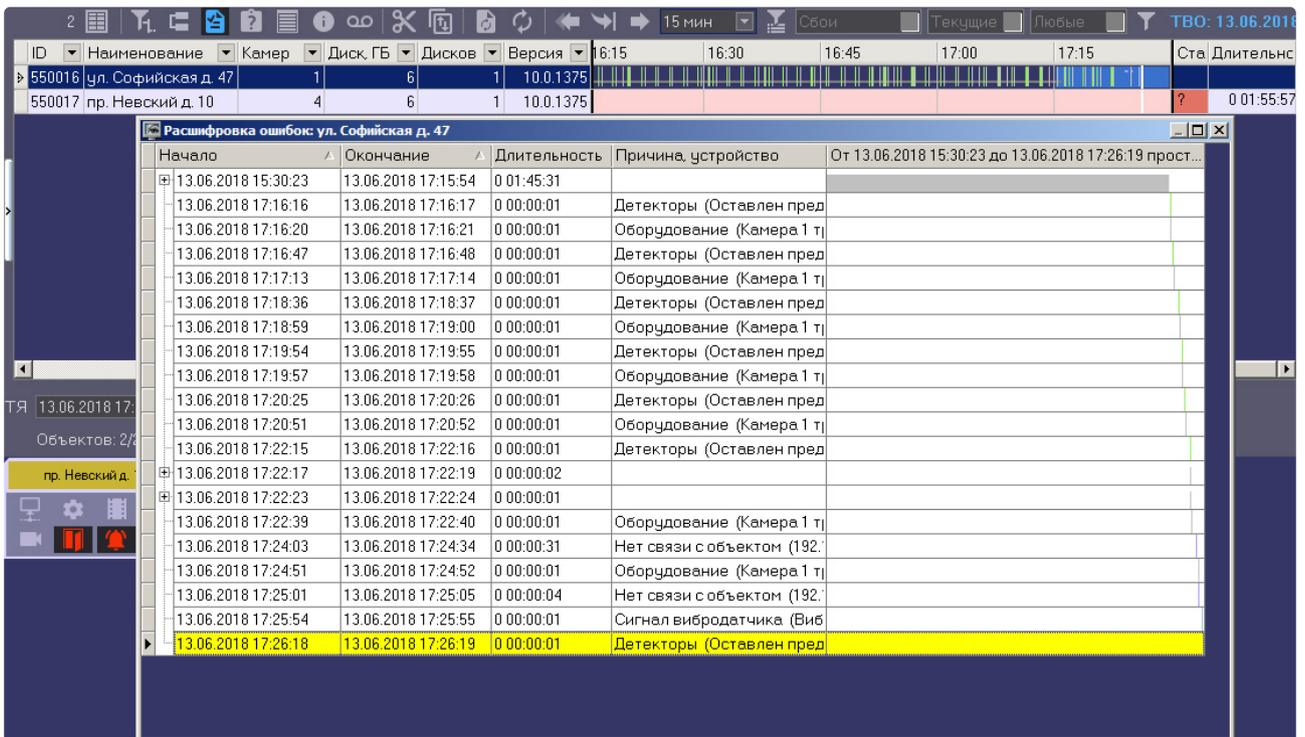 2 15 мин Сбои Текущие Любые ТВО: 13.06.2018
ID Наименование Камер Диск, ГБ Дисков Версия 16:15 16:30 16:45 17:00 17:15 Ста Длительнс
550016 ул. Софийская д. 47 1 6 1 10.0.1375
550017 пр. Невский д. 10 4 6 1 10.0.1375 ? 0 01:55:57
Расшифровка ошибок: ул. Софийская д. 47
Начало Окончание Длительность Причина, устройство От 13.06.2018 15:30:23 до 13.06.2018 17:26:19 прост...
13.06.2018 15:30:23 13.06.2018 17:15:54 0 01:45:31
13.06.2018 17:16:16 13.06.2018 17:16:17 0 00:00:01 Детекторы (Оставлен пред
13.06.2018 17:16:20 13.06.2018 17:16:21 0 00:00:01 Оборудование (Камера 1 т
13.06.2018 17:16:47 13.06.2018 17:16:48 0 00:00:01 Детекторы (Оставлен пред
13.06.2018 17:17:13 13.06.2018 17:17:14 0 00:00:01 Оборудование (Камера 1 т
13.06.2018 17:18:36 13.06.2018 17:18:37 0 00:00:01 Детекторы (Оставлен пред
13.06.2018 17:18:59 13.06.2018 17:19:00 0 00:00:01 Оборудование (Камера 1 т
13.06.2018 17:19:54 13.06.2018 17:19:55 0 00:00:01 Детекторы (Оставлен пред
13.06.2018 17:19:57 13.06.2018 17:19:58 0 00:00:01 Оборудование (Камера 1 т
ТЯ 13.06.2018 17:
13.06.2018 17:20:25 13.06.2018 17:20:26 0 00:00:01 Детекторы (Оставлен пред
13.06.2018 17:20:51 13.06.2018 17:20:52 0 00:00:01 Оборудование (Камера 1 т
Объектов: 2/2
13.06.2018 17:22:15 13.06.2018 17:22:16 0 00:00:01 Детекторы (Оставлен пред
пр. Невский д.
13.06.2018 17:22:17 13.06.2018 17:22:19 0 00:00:02
13.06.2018 17:22:23 13.06.2018 17:22:24 0 00:00:01
13.06.2018 17:22:39 13.06.2018 17:22:40 0 00:00:01 Оборудование (Камера 1 т
13.06.2018 17:24:03 13.06.2018 17:24:34 0 00:00:31 Нет связи с объектом (192.
13.06.2018 17:24:51 13.06.2018 17:24:52 0 00:00:01 Оборудование (Камера 1 т
13.06.2018 17:25:01 13.06.2018 17:25:05 0 00:00:04 Нет связи с объектом (192.
13.06.2018 17:25:54 13.06.2018 17:25:55 0 00:00:01 Сигнал вибродатчика (Виб
13.06.2018 17:26:18 13.06.2018 17:26:19 0 00:00:01 Детекторы (Оставлен пред